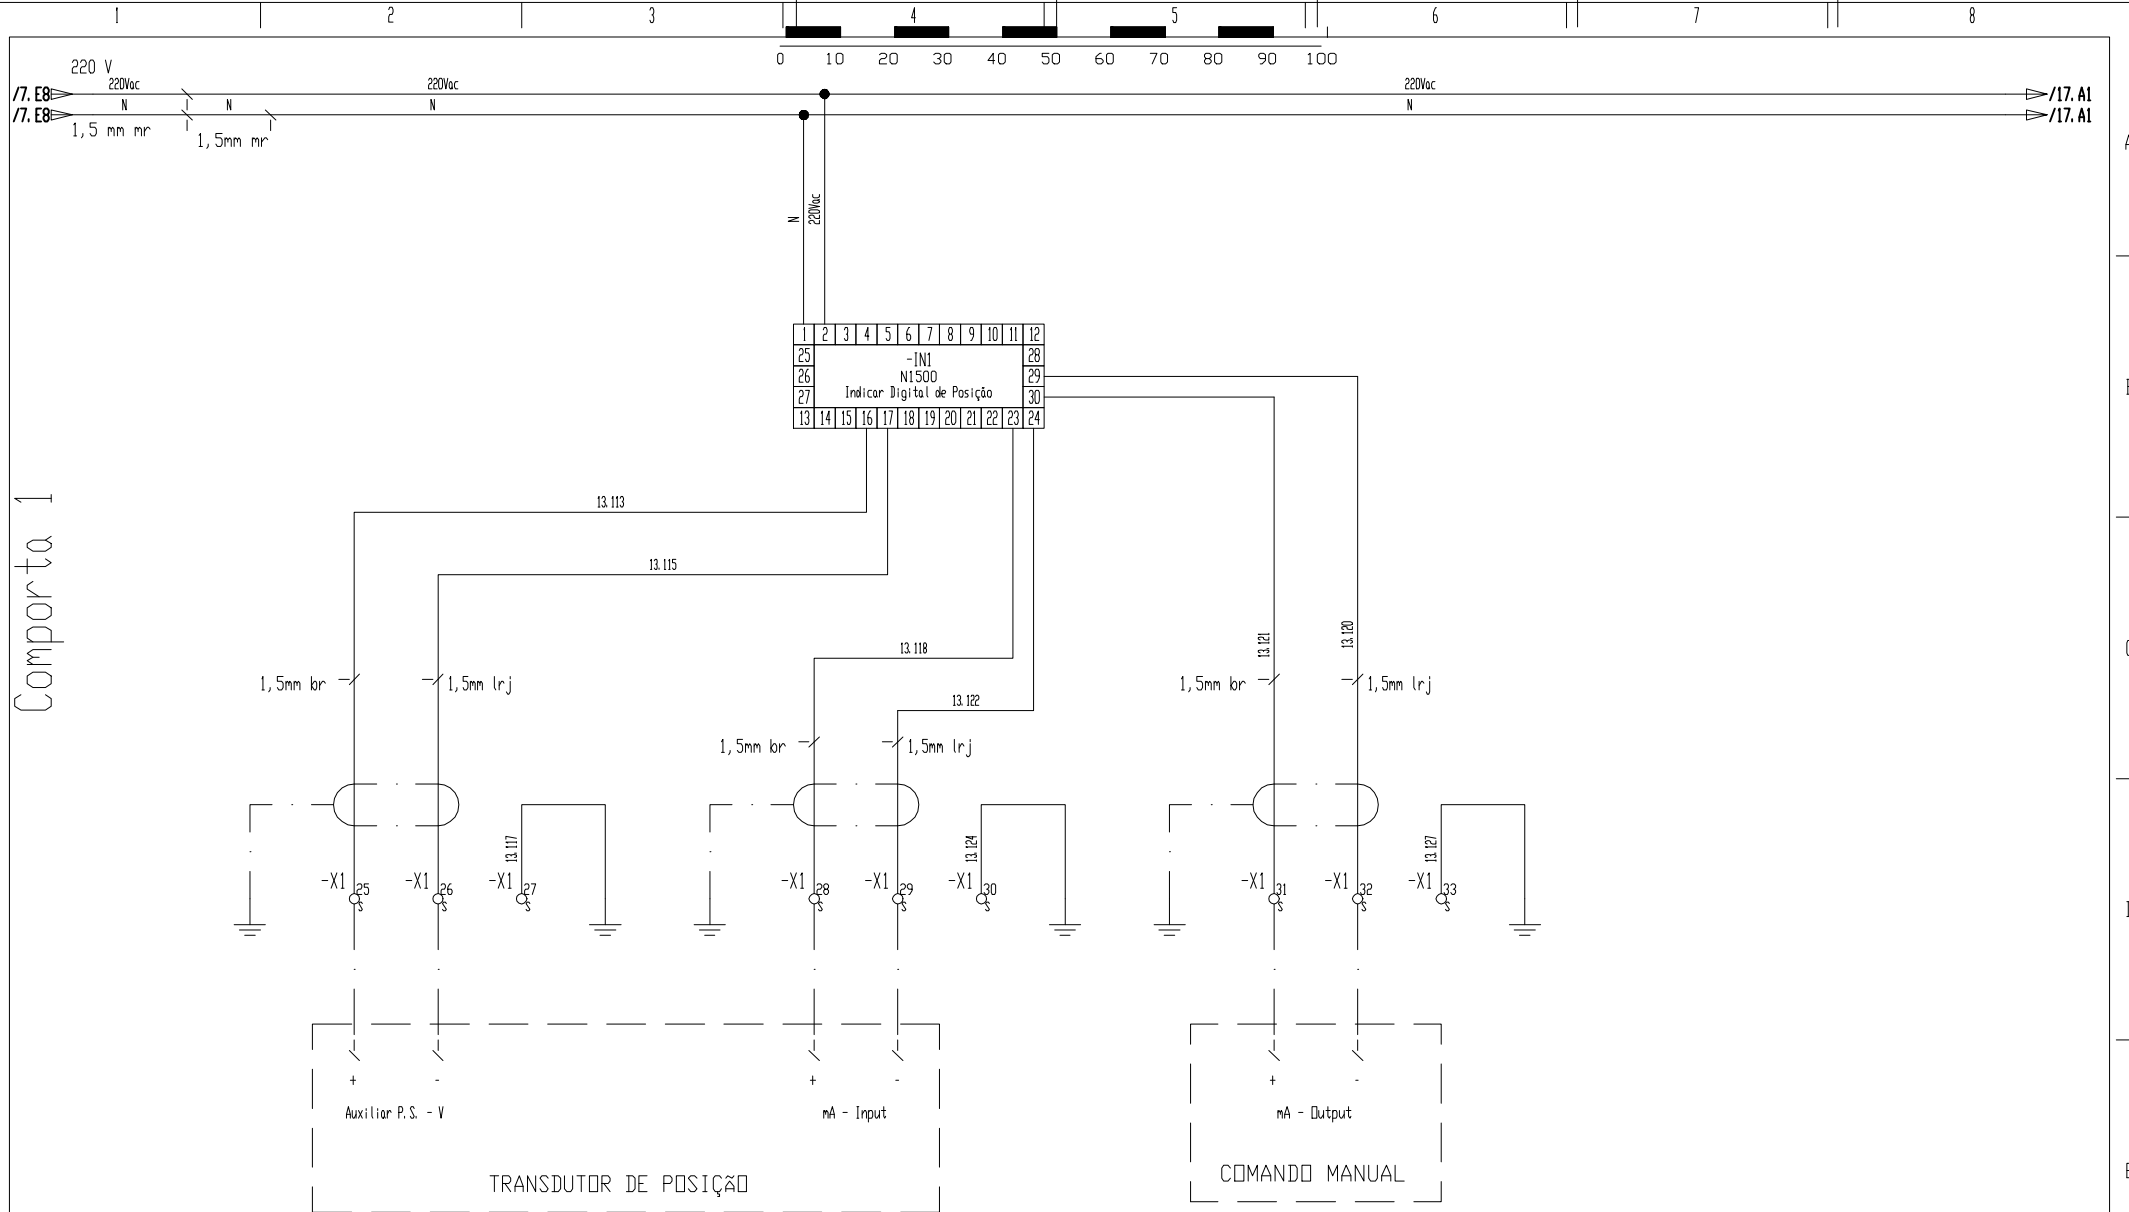 1 2 3 4 5 6 7 8
0 10 20 30 40 50 60 70 80 90 100
220 V
/7.E8 220Vac 220Vac 220Vac /17.A1
/7.E8 N N N N /17.A1
1,5 mm mr
1,5mm mr
N
220Vac
1 2 3 4 5 6 7 8 9 10 11 12
25 28
26 29
27 30
-IN1
N1500
Indicar Digital de Posição
13 14 15 16 17 18 19 20 21 22 23 24
Comporta 1
13.113
13.115
13.118
13.122
13.121
13.120
1,5mm br
1,5mm lrj
1,5mm br
1,5mm lrj
1,5mm br
1,5mm lrj
13.117
13.124
13.127
-X1 25 S
-X1 26 S
-X1 27 S
-X1 28 S
-X1 29 S
-X1 30 S
-X1 31 S
-X1 32 S
-X1 33 S
+ - + - + -
Auxiliar P.S. - V
mA - Input
mA - Output
TRANSDUTOR DE POSIÇÃO
COMANDO MANUAL